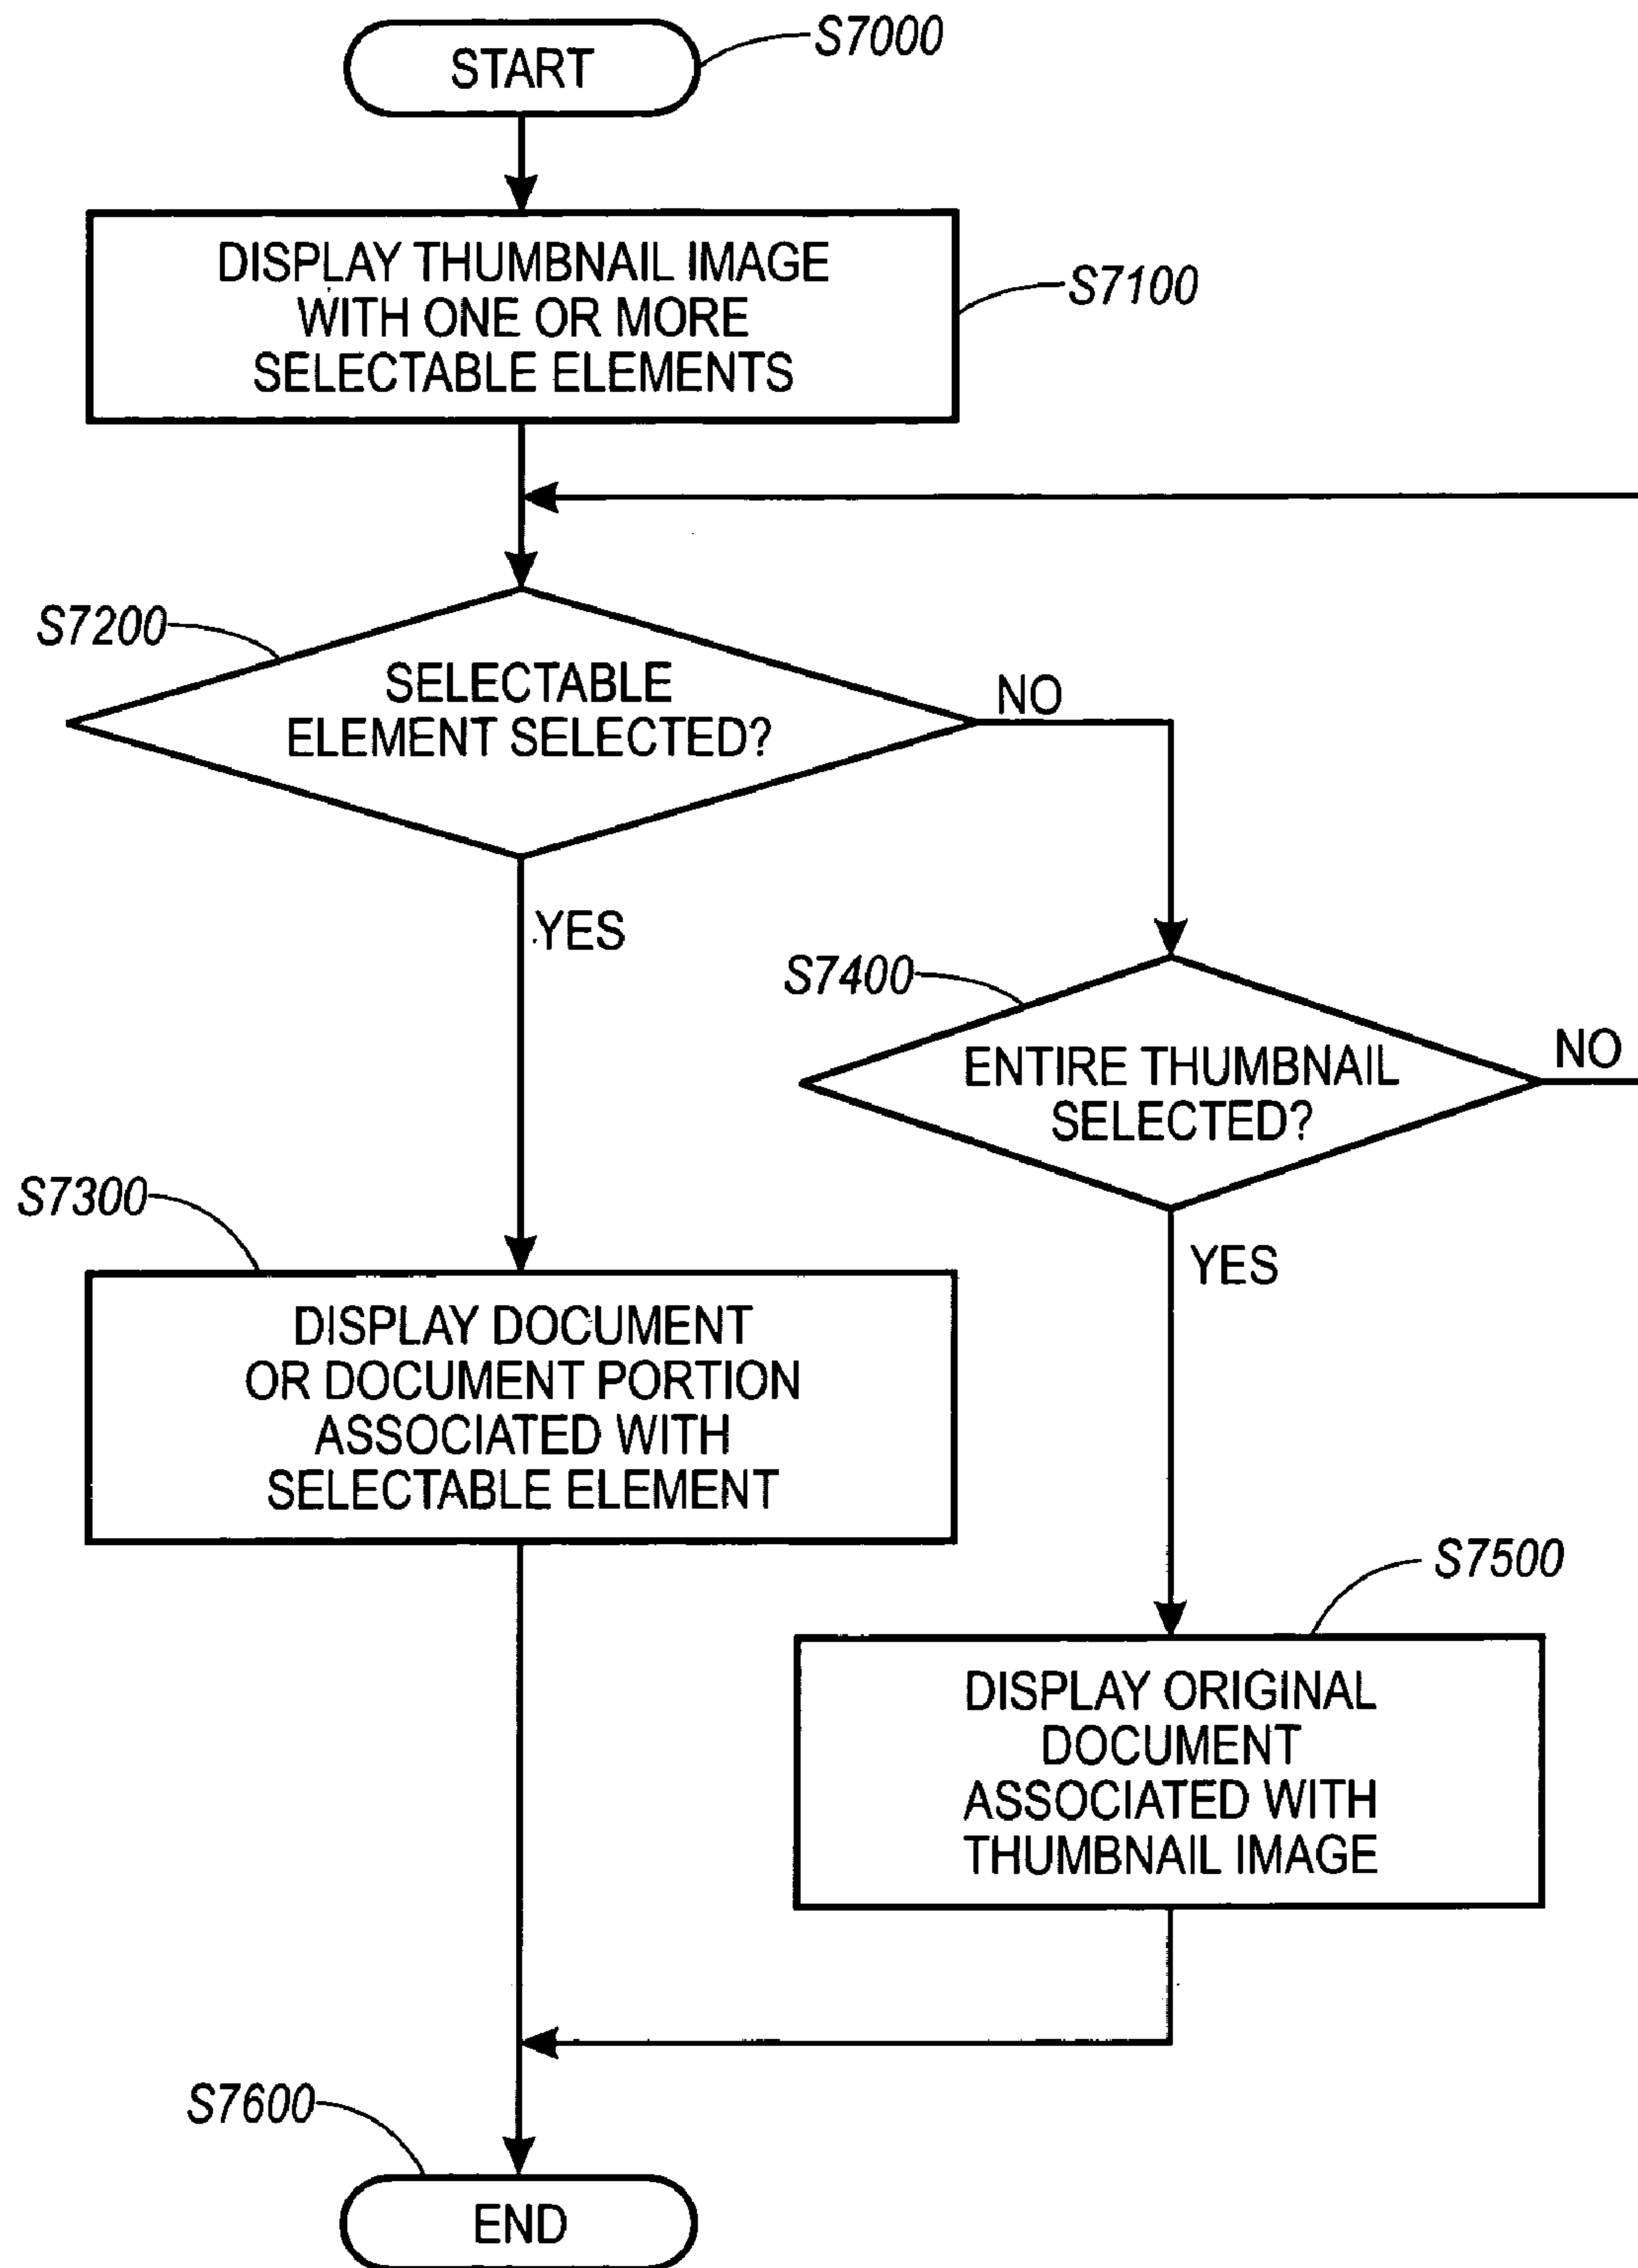 START
S7000
DISPLAY THUMBNAIL IMAGE
WITH ONE OR MORE
SELECTABLE ELEMENTS
S7100
S7200
SELECTABLE
ELEMENT SELECTED?
NO
YES
S7400
ENTIRE THUMBNAIL
SELECTED?
NO
YES
S7300
DISPLAY DOCUMENT
OR DOCUMENT PORTION
ASSOCIATED WITH
SELECTABLE ELEMENT
S7500
DISPLAY ORIGINAL
DOCUMENT
ASSOCIATED WITH
THUMBNAIL IMAGE
S7600
END